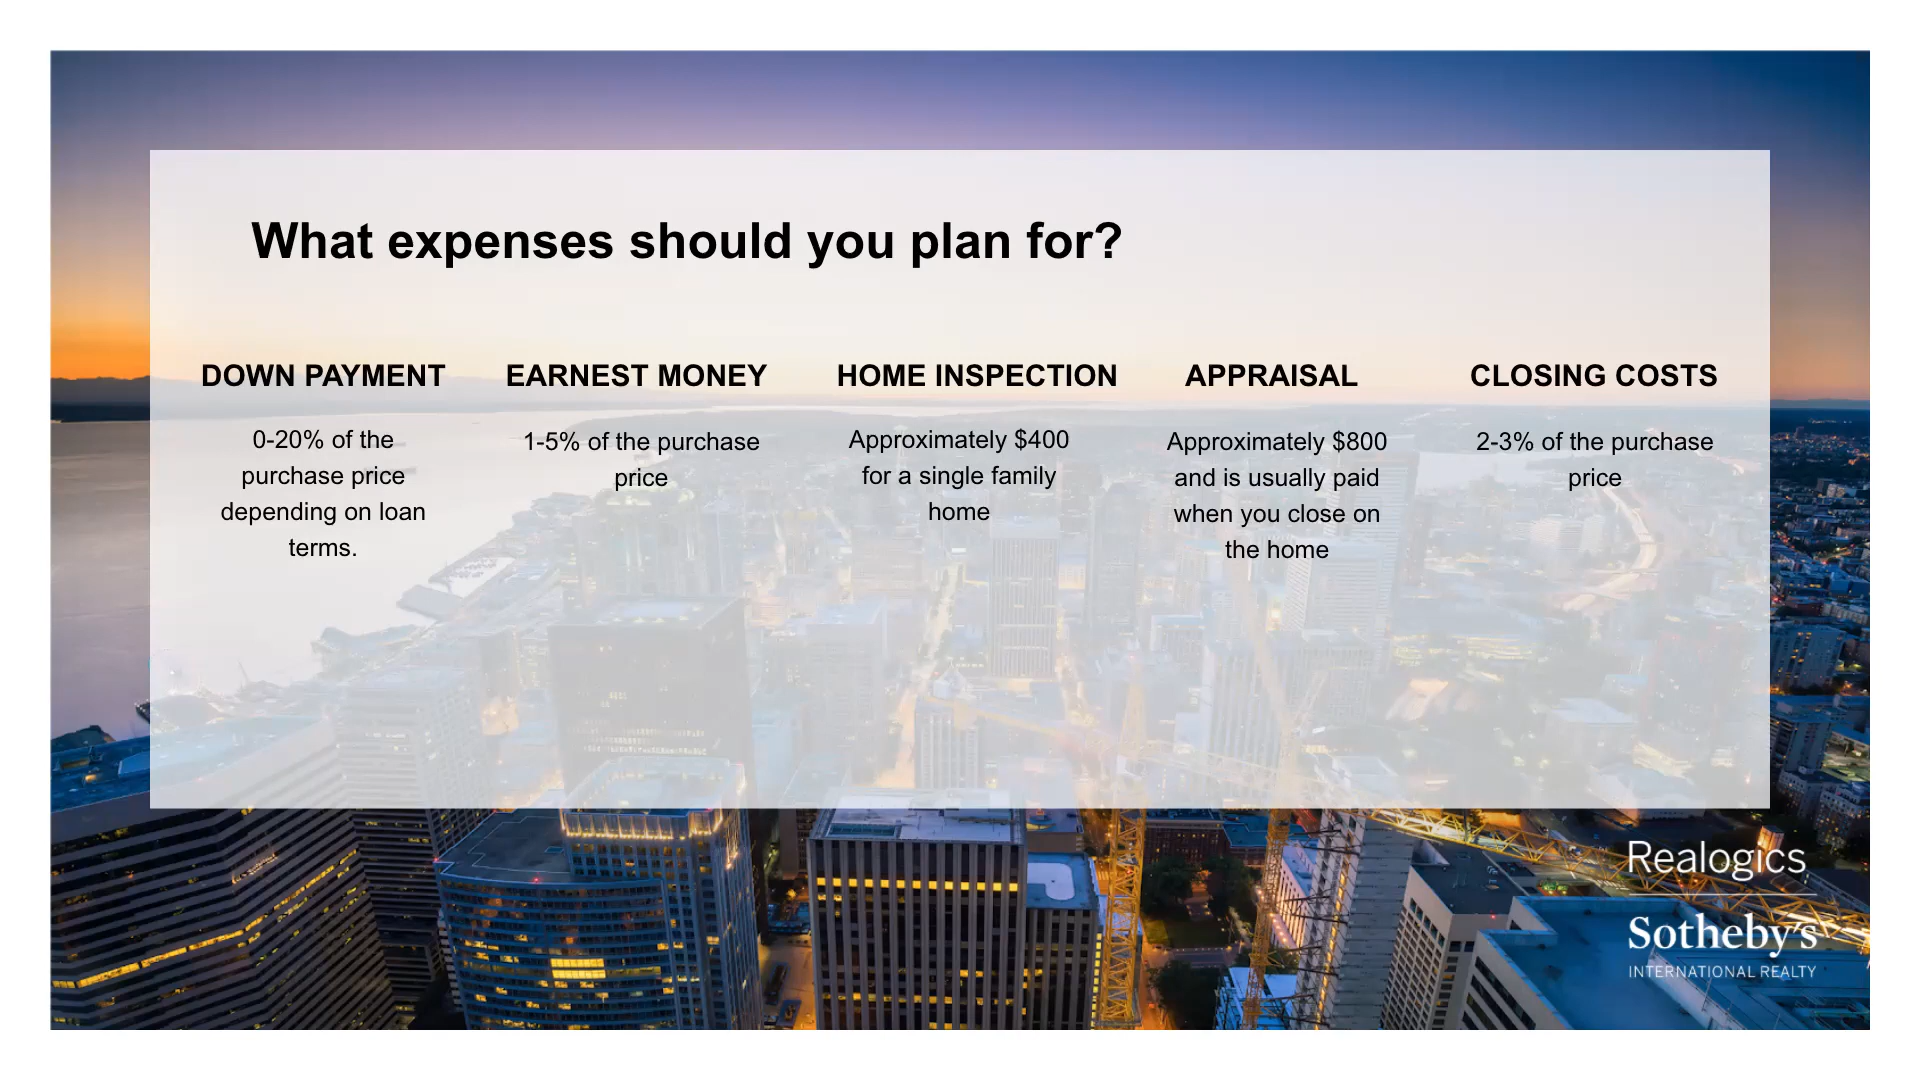 What expenses should you plan for?
DOWN PAYMENT
0-20% of the
purchase price
depending on loan
terms.
EARNEST MONEY
1-5% of the purchase
price
HOME INSPECTION
Approximately $400
for a single family
home
APPRAISAL
Approximately $800
and is usually paid
when you close on
the home
CLOSING COSTS
2-3% of the purchase
price
Realogics
Sotheby's
INTERNATIONAL REALTY